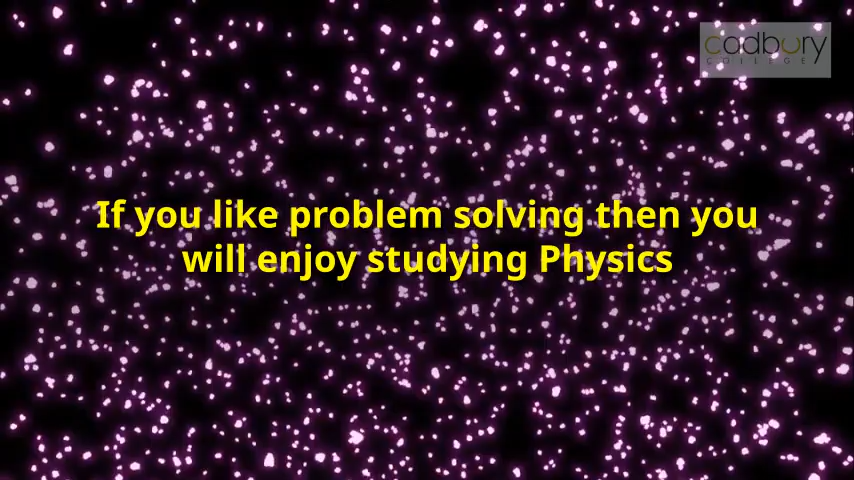 cadbury
COLLEGE
If you like problem solving then you
will enjoy studying Physics